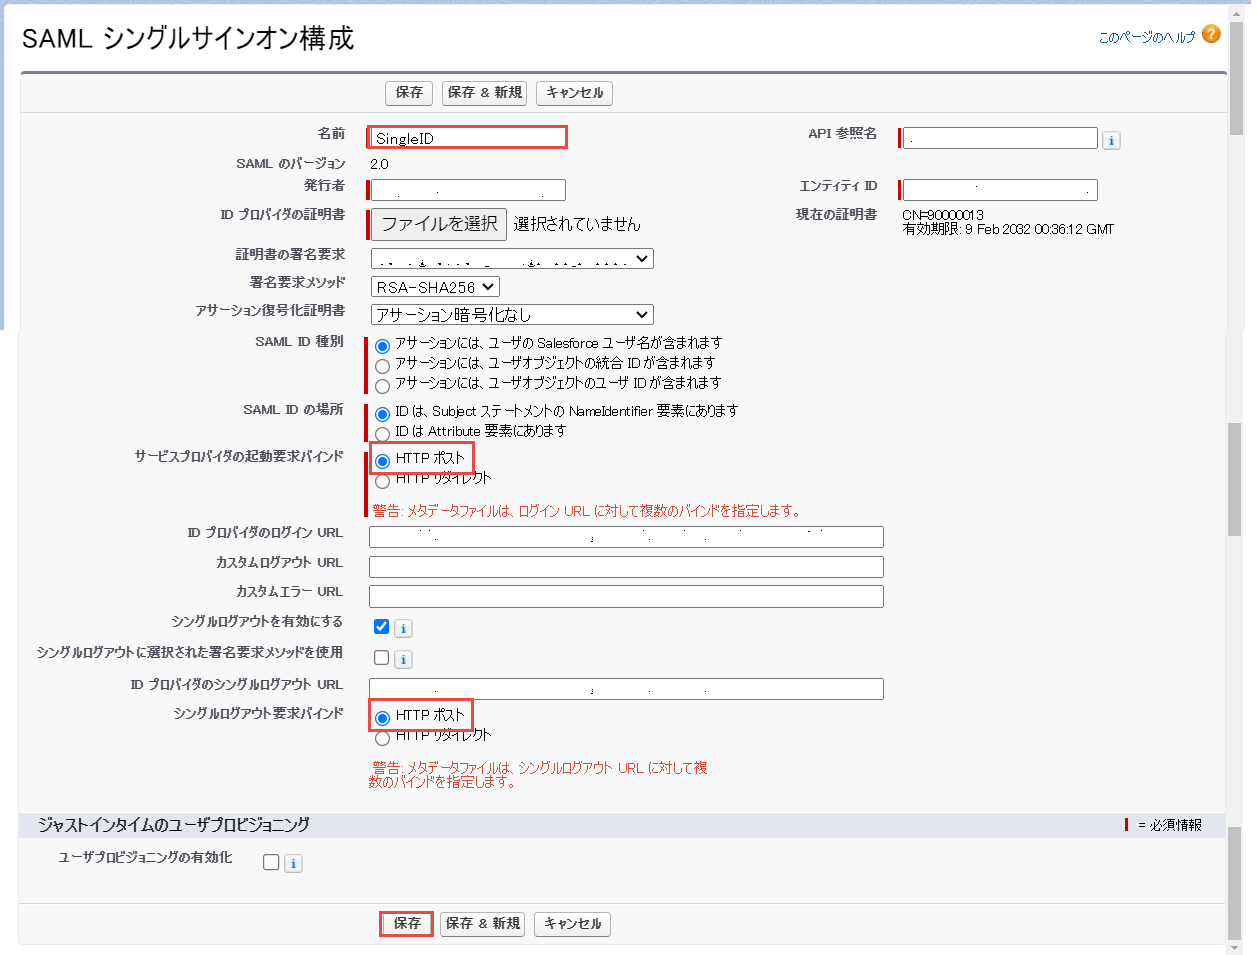 SAML シングルサインオン構成
このページのヘルプ
保存 保存 & 新規 キャンセル
名前 SingleID API 参照名
SAML のバージョン 2.0
発行者 エンティティ ID
ID プロバイダの証明書 ファイルを選択 選択されていません 現在の証明書 CN=90000013
有効期限: 9 Feb 2032 00:36:12 GMT
証明書の署名要求
署名要求メソッド RSA-SHA256
アサーション復号化証明書 アサーション暗号化なし
SAML ID 種別 アサーションには、ユーザの Salesforce ユーザ名が含まれます
アサーションには、ユーザオブジェクトの統合 ID が含まれます
アサーションには、ユーザオブジェクトのユーザ ID が含まれます
SAML ID の場所 ID は、Subject ステートメントの NameIdentifier 要素にあります
ID は Attribute 要素にあります
サービスプロバイダの起動要求バインド HTTP ポスト
HTTP リダイレクト
警告: メタデータファイルは、ログイン URL に対して複数のバインドを指定します。
ID プロバイダのログイン URL
カスタムログアウト URL
カスタムエラー URL
シングルログアウトを有効にする
シングルログアウトに選択された署名要求メソッドを使用
ID プロバイダのシングルログアウト URL
シングルログアウト要求バインド HTTP ポスト
HTTP リダイレクト
警告: メタデータファイルは、シングルログアウト URL に対して複
数のバインドを指定します。
ジャストインタイムのユーザプロビジョニング = 必須情報
ユーザプロビジョニングの有効化
保存 保存 & 新規 キャンセル